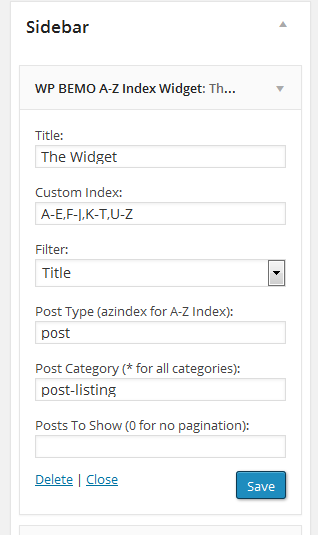 Sidebar
WP BEMO A-Z Index Widget: Th...
Title:
The Widget
Custom Index:
A-E,F-J,K-T,U-Z
Filter:
Title
Post Type (azindex for A-Z Index):
post
Post Category (* for all categories):
post-listing
Posts To Show (0 for no pagination):
Delete | Close
Save